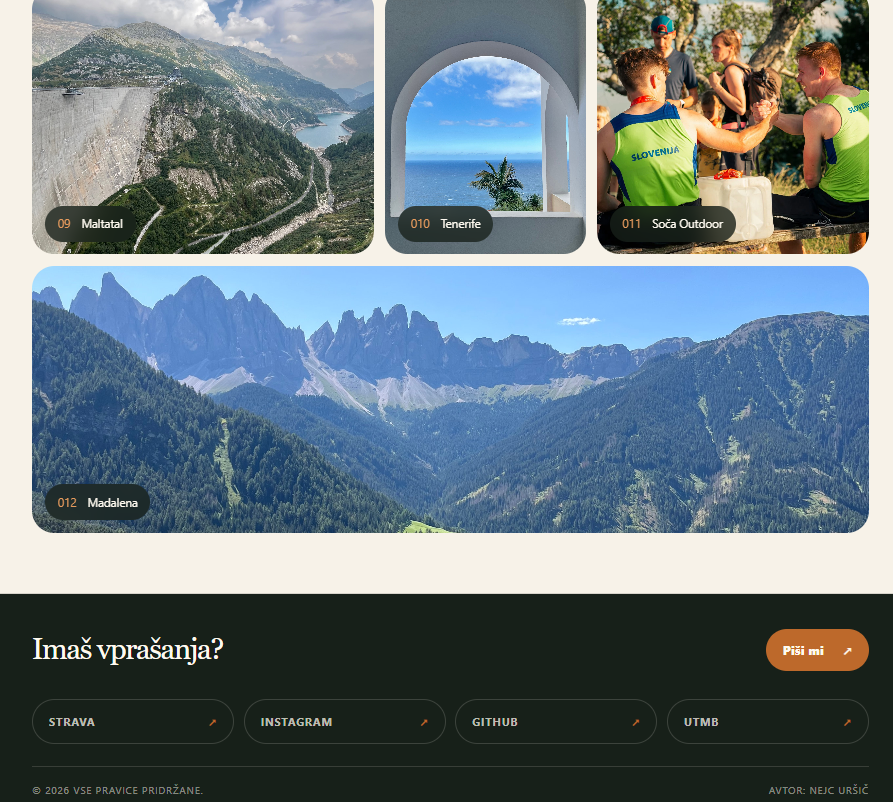 09 Maltatal
010 Tenerife
SLOVENIJA
011 Soča Outdoor
012 Madalena
Imaš vprašanja?
Piši mi ↗
STRAVA ↗
INSTAGRAM ↗
GITHUB ↗
UTMB ↗
© 2026 VSE PRAVICE PRIDRŽANE.
AVTOR: NEJC URŠIČ